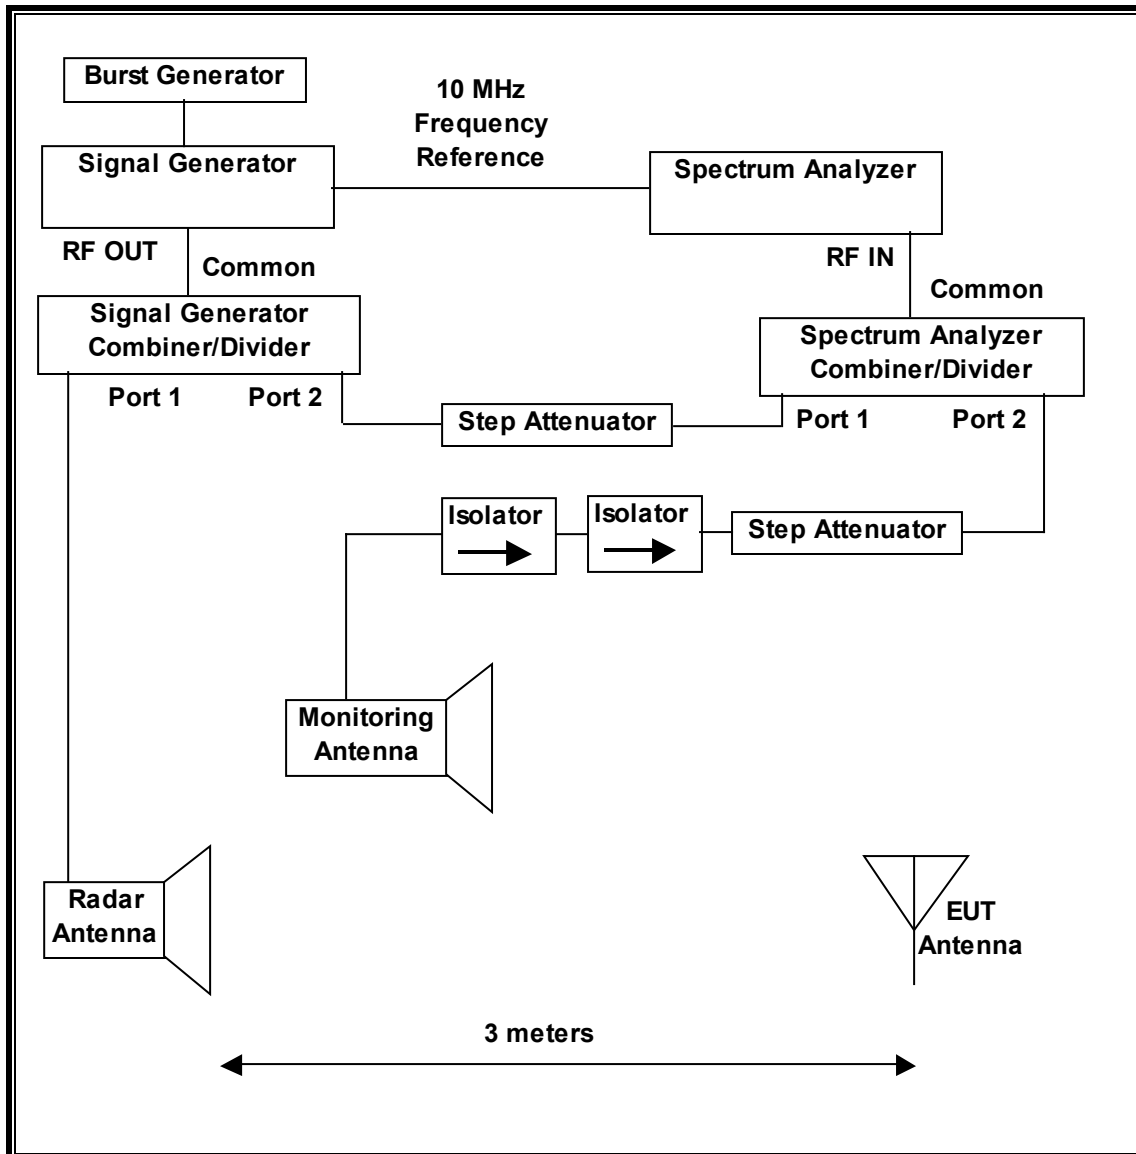 Burst Generator
10 MHz
Frequency
Reference
Signal Generator
Spectrum Analyzer
RF OUT
Common
RF IN
Common
Signal Generator
Combiner/Divider
Spectrum Analyzer
Combiner/Divider
Port 1
Port 2
Step Attenuator
Port 1
Port 2
Isolator
Isolator
Step Attenuator
Monitoring
Antenna
Radar
Antenna
EUT
Antenna
3 meters